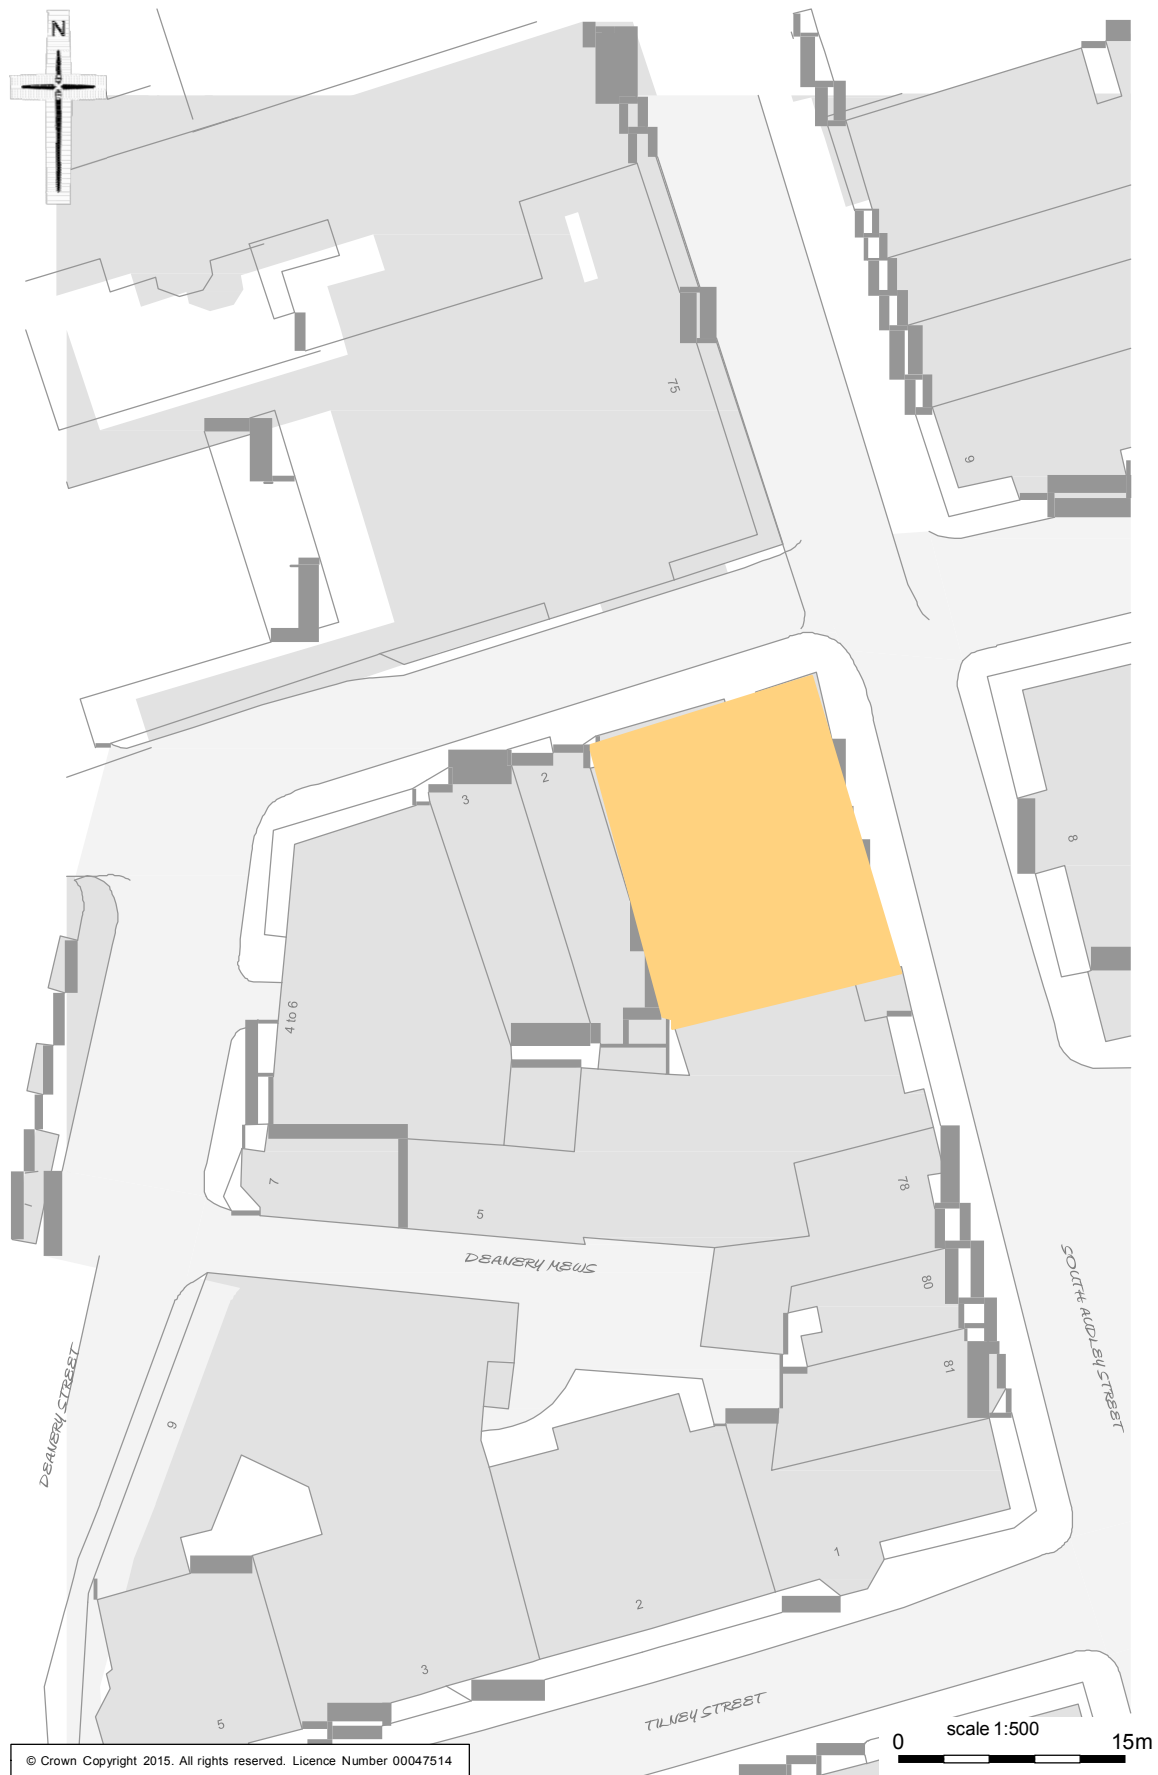 N
75
9
2
3
8
4 to 6
7
5
78
DEANERY MEWS
80
SOUTH AUDLEY STREET
81
DEANERY STREET
9
1
2
3
5
TILNEY STREET
scale 1:500
0 15m
© Crown Copyright 2015. All rights reserved. Licence Number 00047514